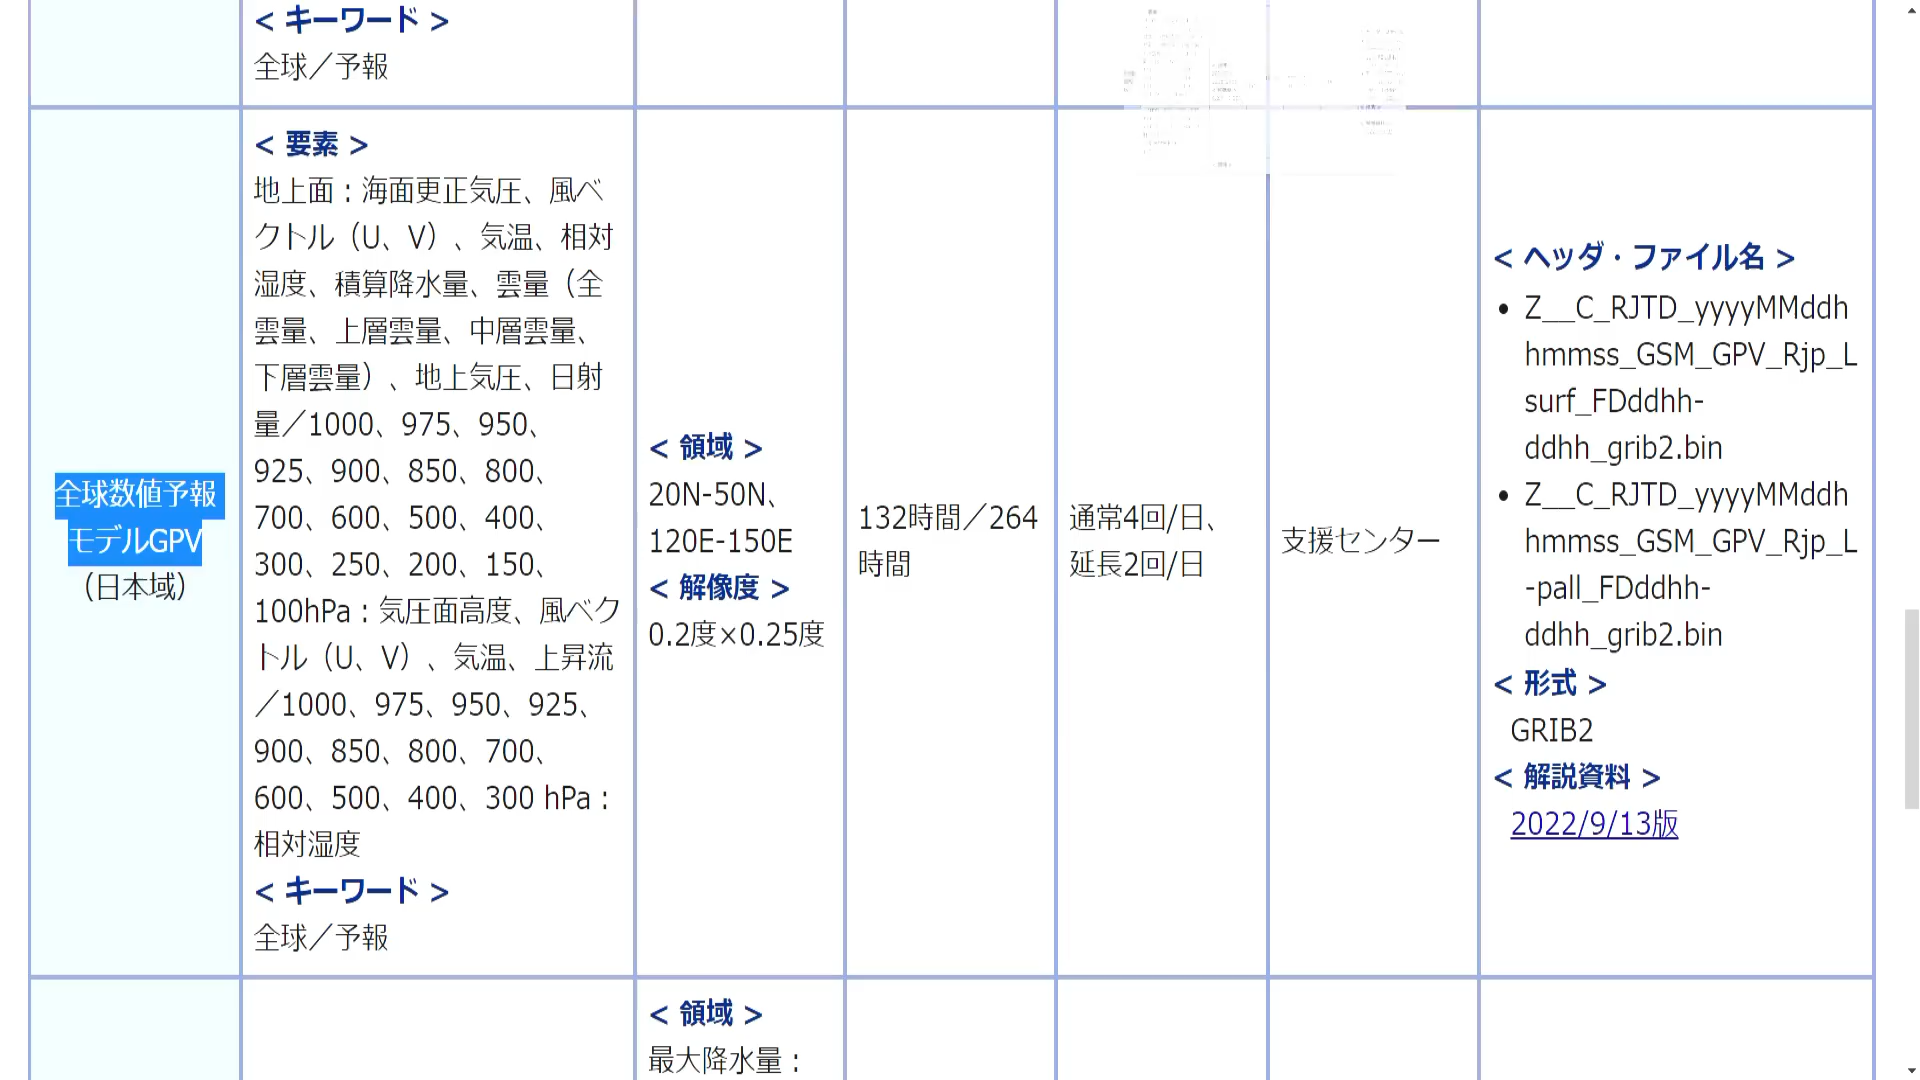 < キーワード >
全球／予報
全球数値予報
モデルGPV
（日本域）
< 要素 >
地上面：海面更正気圧、風ベ
クトル（U、V）、気温、相対
湿度、積算降水量、雲量（全
雲量、上層雲量、中層雲量、
下層雲量）、地上気圧、日射
量／1000、975、950、
925、900、850、800、
700、600、500、400、
300、250、200、150、
100hPa：気圧面高度、風ベク
トル（U、V）、気温、上昇流
／1000、975、950、925、
900、850、800、700、
600、500、400、300 hPa：
相対湿度
< キーワード >
全球／予報
< 領域 >
20N-50N、
120E-150E
< 解像度 >
0.2度×0.25度
132時間／264
時間
通常4回/日、
延長2回/日
支援センター
< ヘッダ・ファイル名 >
• Z__C_RJTD_yyyyMMddh
hmmss_GSM_GPV_Rjp_L
surf_FDddhh-
ddhh_grib2.bin
• Z__C_RJTD_yyyyMMddh
hmmss_GSM_GPV_Rjp_L
-pall_FDddhh-
ddhh_grib2.bin
< 形式 >
GRIB2
< 解説資料 >
2022/9/13版
< 領域 >
最大降水量：